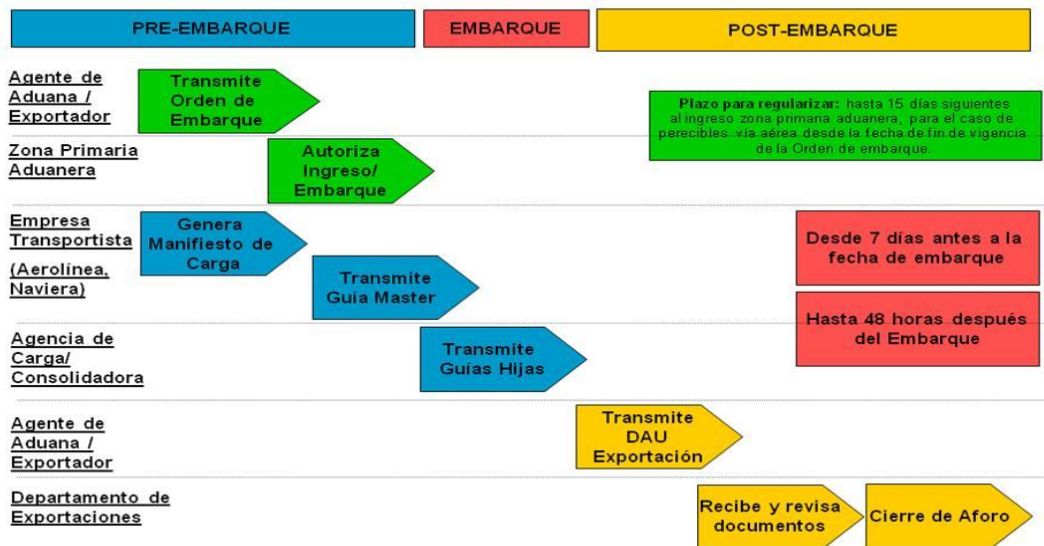 PRE-EMBARQUE
EMBARQUE
POST-EMBARQUE
Agente de
Aduana /
Exportador
Transmite
Orden de
Embarque
Plazo para regularizar: hasta 15 días siguientes
al ingreso zona primaria aduanera, para el caso de
perecibles vía aérea desde la fecha de fin de vigencia
de la Orden de embarque.
Zona Primaria
Aduanera
Autoriza
Ingreso/
Embarque
Empresa
Transportista
(Aerolínea,
Naviera)
Genera
Manifiesto de
Carga
Transmite
Guía Master
Desde 7 días antes a la
fecha de embarque
Hasta 48 horas después
del Embarque
Agencia de
Carga/
Consolidadora
Transmite
Guías Hijas
Agente de
Aduana /
Exportador
Transmite
DAU
Exportación
Departamento de
Exportaciones
Recibe y revisa
documentos
Cierre de Aforo